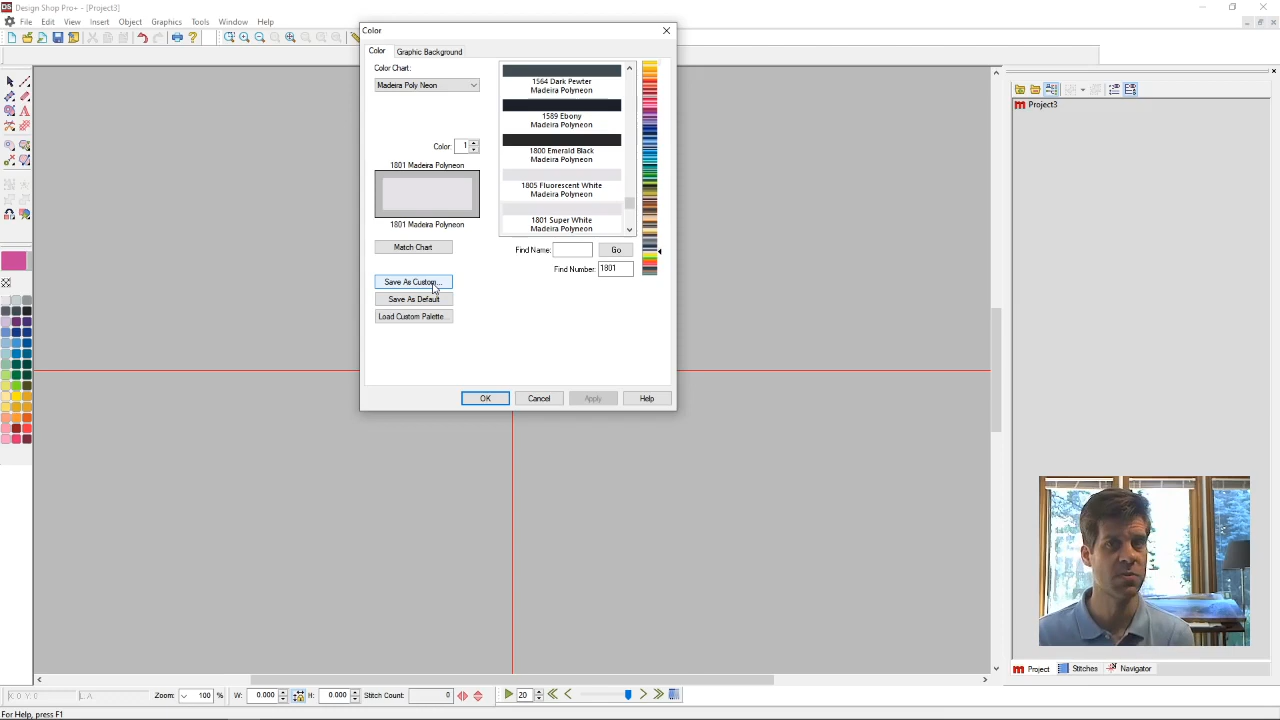 Design Shop Pro+ - [Project3]
File Edit View Insert Object Graphics Tools Window Help
Color
Color Graphic Background
Color Chart:
Madeira Poly Neon
Color: 1
1801 Madeira Polyneon
1801 Madeira Polyneon
Match Chart
Save As Custom...
Save As Default
Load Custom Palette...
1564 Dark Pewter
Madeira Polyneon
1589 Ebony
Madeira Polyneon
1800 Emerald Black
Madeira Polyneon
1805 Fluorescent White
Madeira Polyneon
1801 Super White
Madeira Polyneon
Find Name: Go
Find Number: 1801
OK Cancel Apply Help
Project3
Project Stitches Navigator
X: 0 Y: 0 L: A: Zoom: 100 % W: 0.000 H: 0.000 Stitch Count: 0 20
For Help, press F1